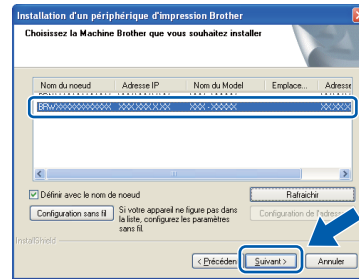 Installation d'un périphérique d'impression Brother
Choisissez la Machine Brother que vous souhaitez installer
Nom du noeud Adresse IP Nom du Model Emplace... Adresse
BRWXXXXXXXXXXXX XXX.XXX.X.XX XXX-XXXXX XXXXX
Définir avec le nom de noeud
Rafraichir
Configuration sans fil
Si votre appareil ne figure pas dans
la liste, configurez les paramètres
sans fil.
Configuration de l'adresse
InstallShield
< Précéden
Suivant >
Annuler